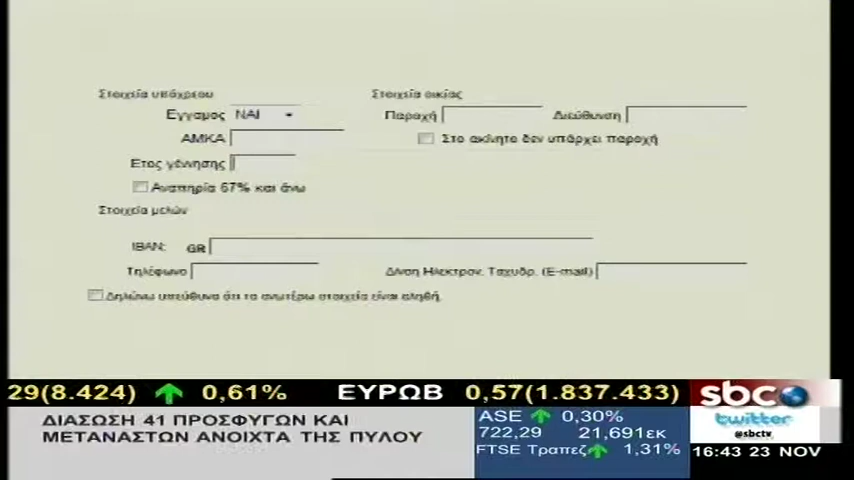 Στοιχεία υπόχρεου Στοιχεία οικίας
Εγγαμος ΝΑΙ Παροχή Διεύθυνση
ΑΜΚΑ Στο ακίνητο δεν υπάρχει παροχή
Ετος γέννησης
Αναπηρία 67% και άνω
Στοιχεία μελών
IBAN: GR
Τηλέφωνο Δ/νση Ηλεκτρον. Ταχυδρ. (E-mail)
Δηλώνω υπεύθυνα ότι τα ανωτέρω στοιχεία είναι αληθή.
29(8.424) 0,61% ΕΥΡΩΒ 0,57(1.837.433) sbc
ΔΙΑΣΩΣΗ 41 ΠΡΟΣΦΥΓΩΝ ΚΑΙ
ΜΕΤΑΝΑΣΤΩΝ ΑΝΟΙΧΤΑ ΤΗΣ ΠΥΛΟΥ
ASE 0,30%
722,29 21,691εκ
FTSE Τραπεζ 1,31%
twitter
@sbctv
16:43 23 NOV